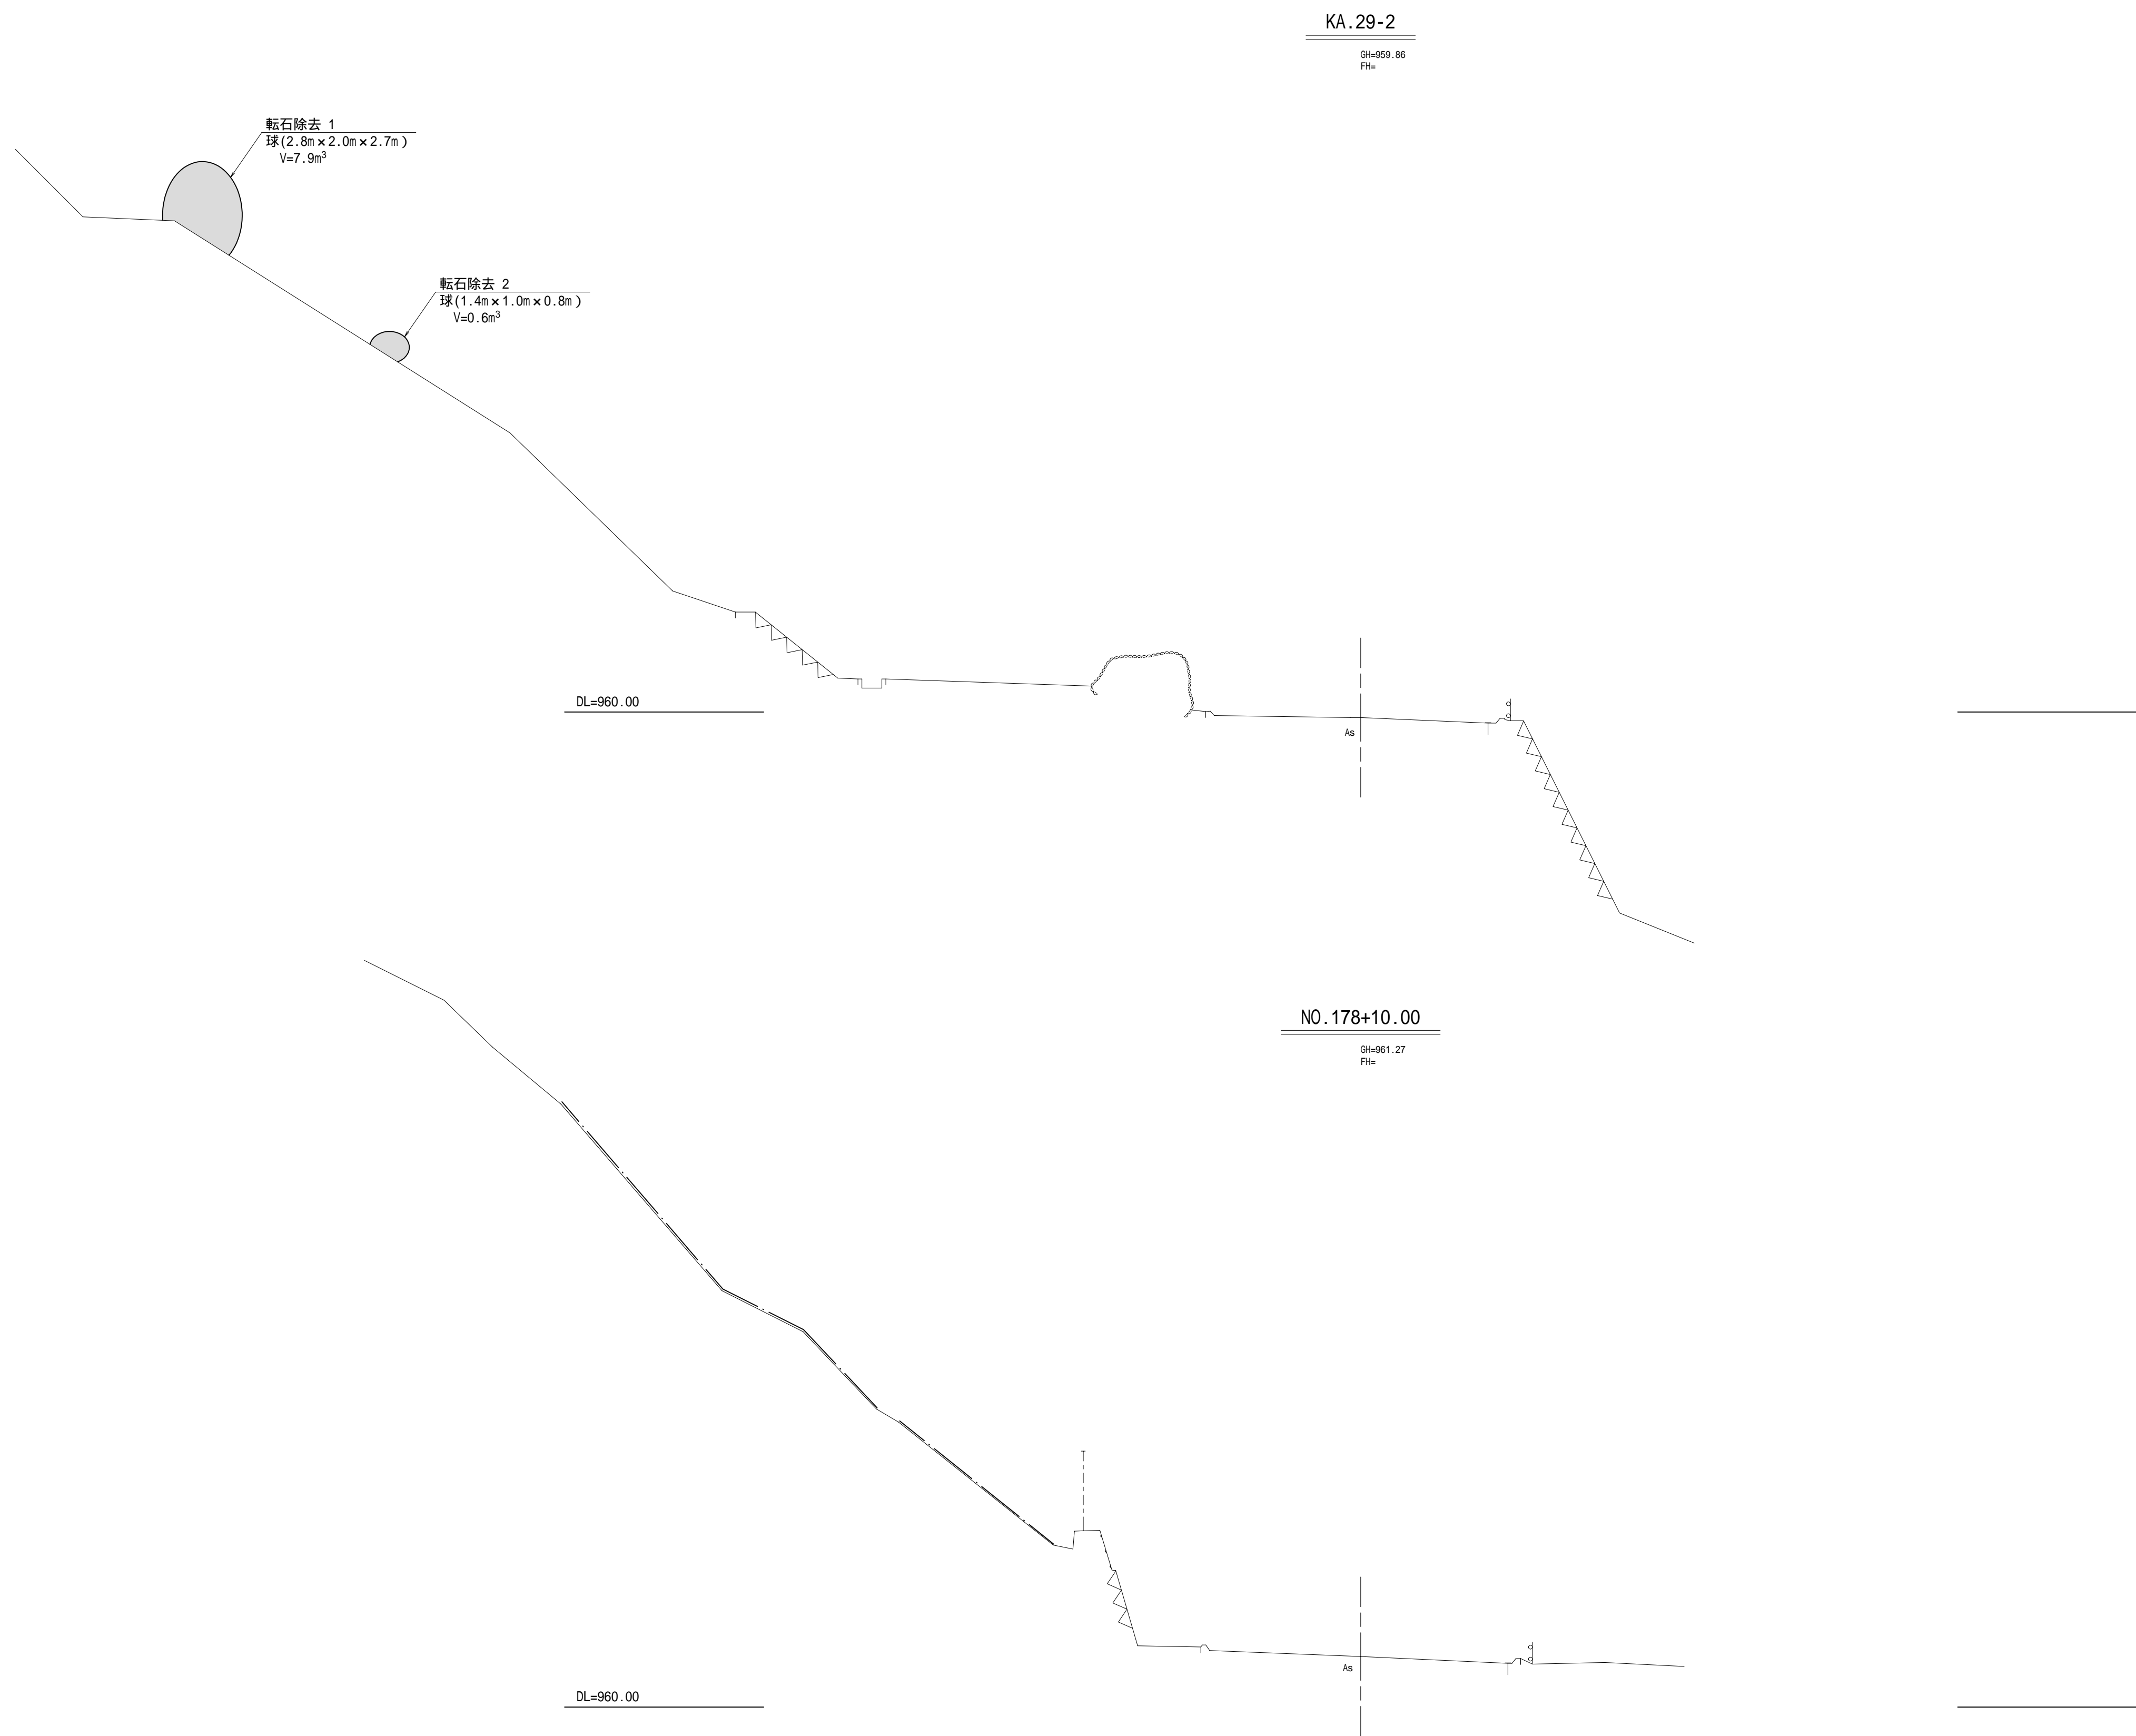 KA.29-2
GH=959.86
FH=
転石除去 1
球(2.8m×2.0m×2.7m)
V=7.9m³
転石除去 2
球(1.4m×1.0m×0.8m)
V=0.6m³
DL=960.00
As
NO.178+10.00
GH=961.27
FH=
As
DL=960.00